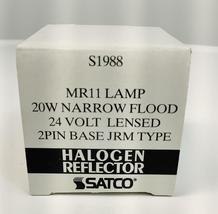 S1988
MR11 LAMP
20W NARROW FLOOD
24 VOLT LENSED
2PIN BASE JRM TYPE
HALOGEN
REFLECTOR
SATCO